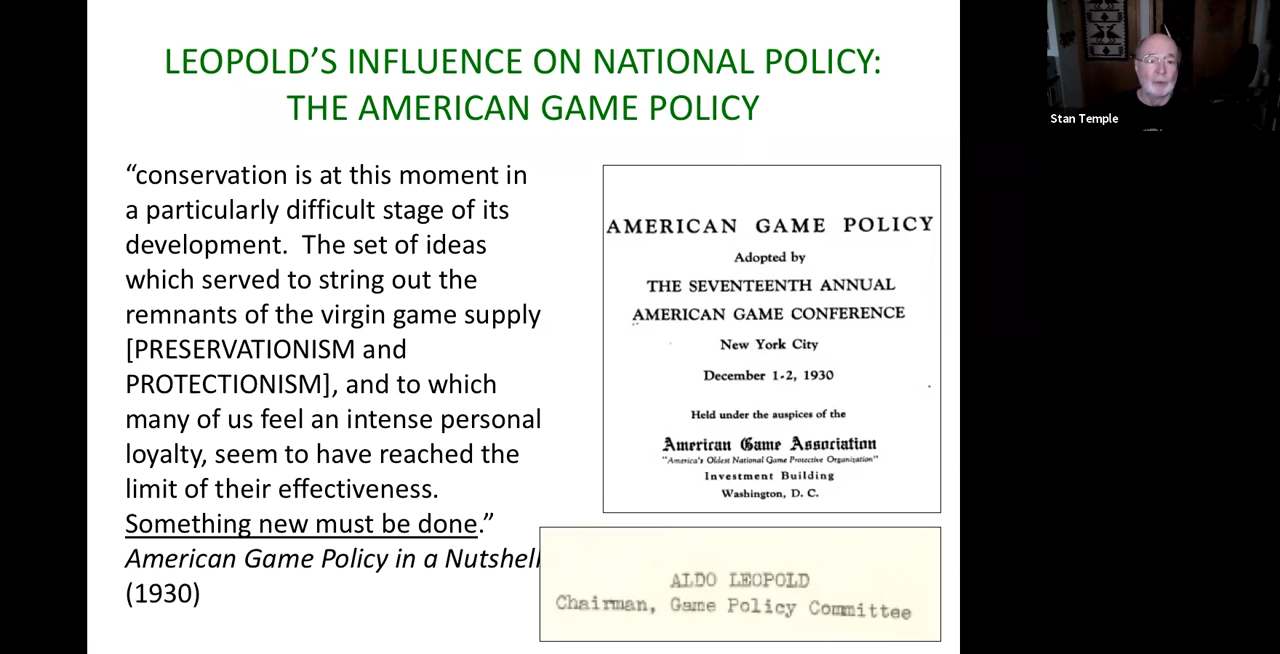 LEOPOLD’S INFLUENCE ON NATIONAL POLICY:
THE AMERICAN GAME POLICY
“conservation is at this moment in
a particularly difficult stage of its
development.  The set of ideas
which served to string out the
remnants of the virgin game supply
[PRESERVATIONISM and
PROTECTIONISM], and to which
many of us feel an intense personal
loyalty, seem to have reached the
limit of their effectiveness.
Something new must be done.”
American Game Policy in a Nutshell
(1930)
AMERICAN GAME POLICY
Adopted by
THE SEVENTEENTH ANNUAL
AMERICAN GAME CONFERENCE
New York City
December 1-2, 1930
Held under the auspices of the
American Game Association
"America's Oldest National Game Protective Organization"
Investment Building
Washington, D. C.
ALDO LEOPOLD
Chairman, Game Policy Committee
Stan Temple